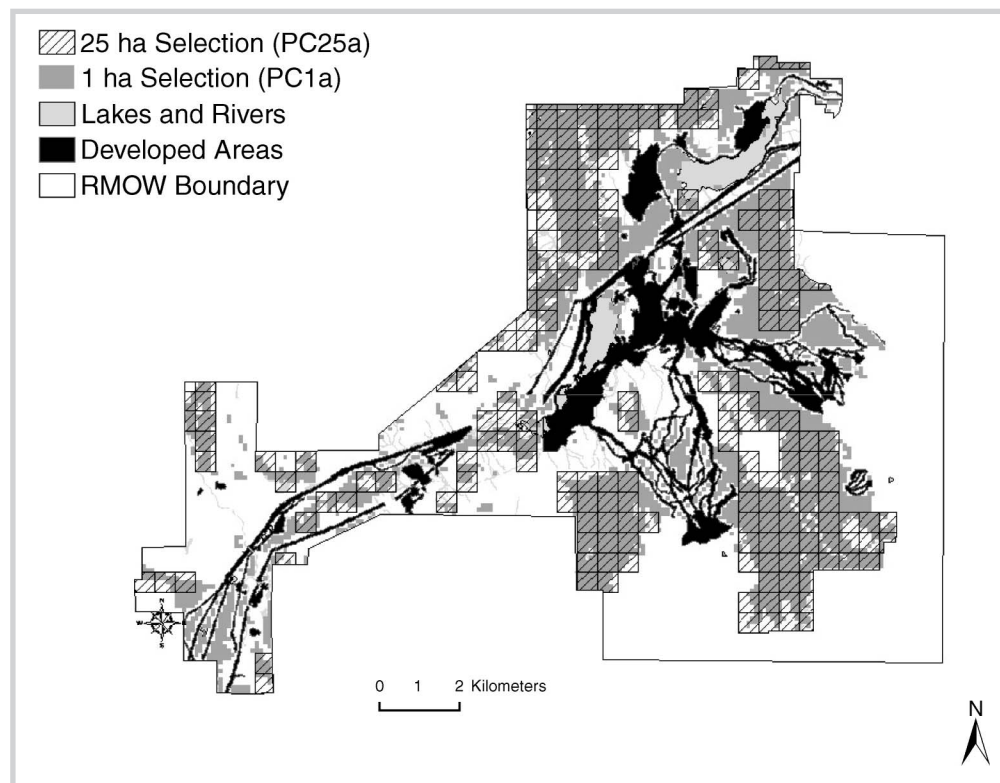 25 ha Selection (PC25a)
1 ha Selection (PC1a)
Lakes and Rivers
Developed Areas
RMOW Boundary
N
W
S
0 1 2 Kilometers
N